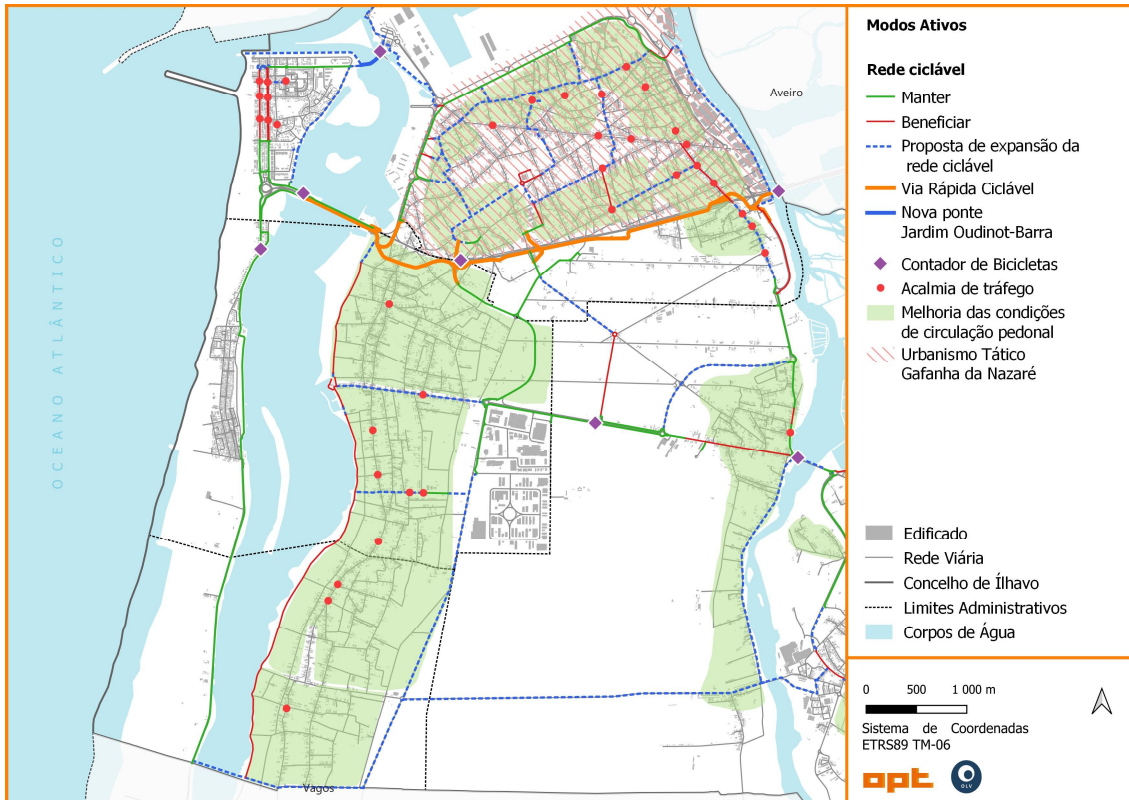 Modos Ativos
Rede ciclável
Manter
Beneficiar
Proposta de expansão da
rede ciclável
Via Rápida Ciclável
Nova ponte
Jardim Oudinot-Barra
Contador de Bicicletas
Acalmia de tráfego
Melhoria das condições
de circulação pedonal
Urbanismo Tático
Gafanha da Nazaré
Edificado
Rede Viária
Concelho de Ílhavo
Limites Administrativos
Corpos de Água
0 500 1 000 m
Sistema de Coordenadas
ETRS89 TM-06
opt
OLV
Aveiro
OCEANO ATLÂNTICO
Vagos